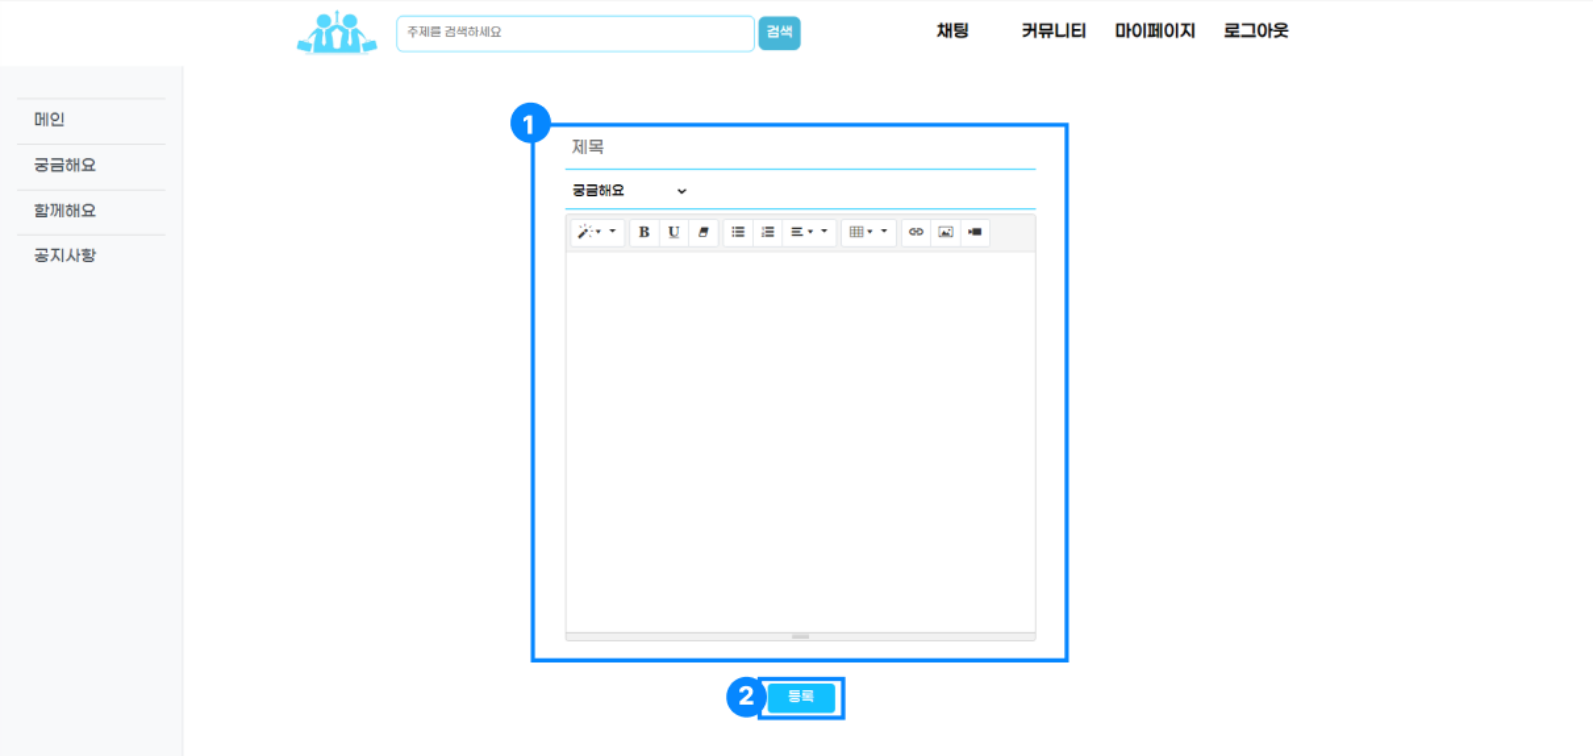 주제를 검색하세요 검색 채팅 커뮤니티 마이페이지 로그아웃
메인
궁금해요
함께해요
공지사항
1
제목
궁금해요
B U
2 등록